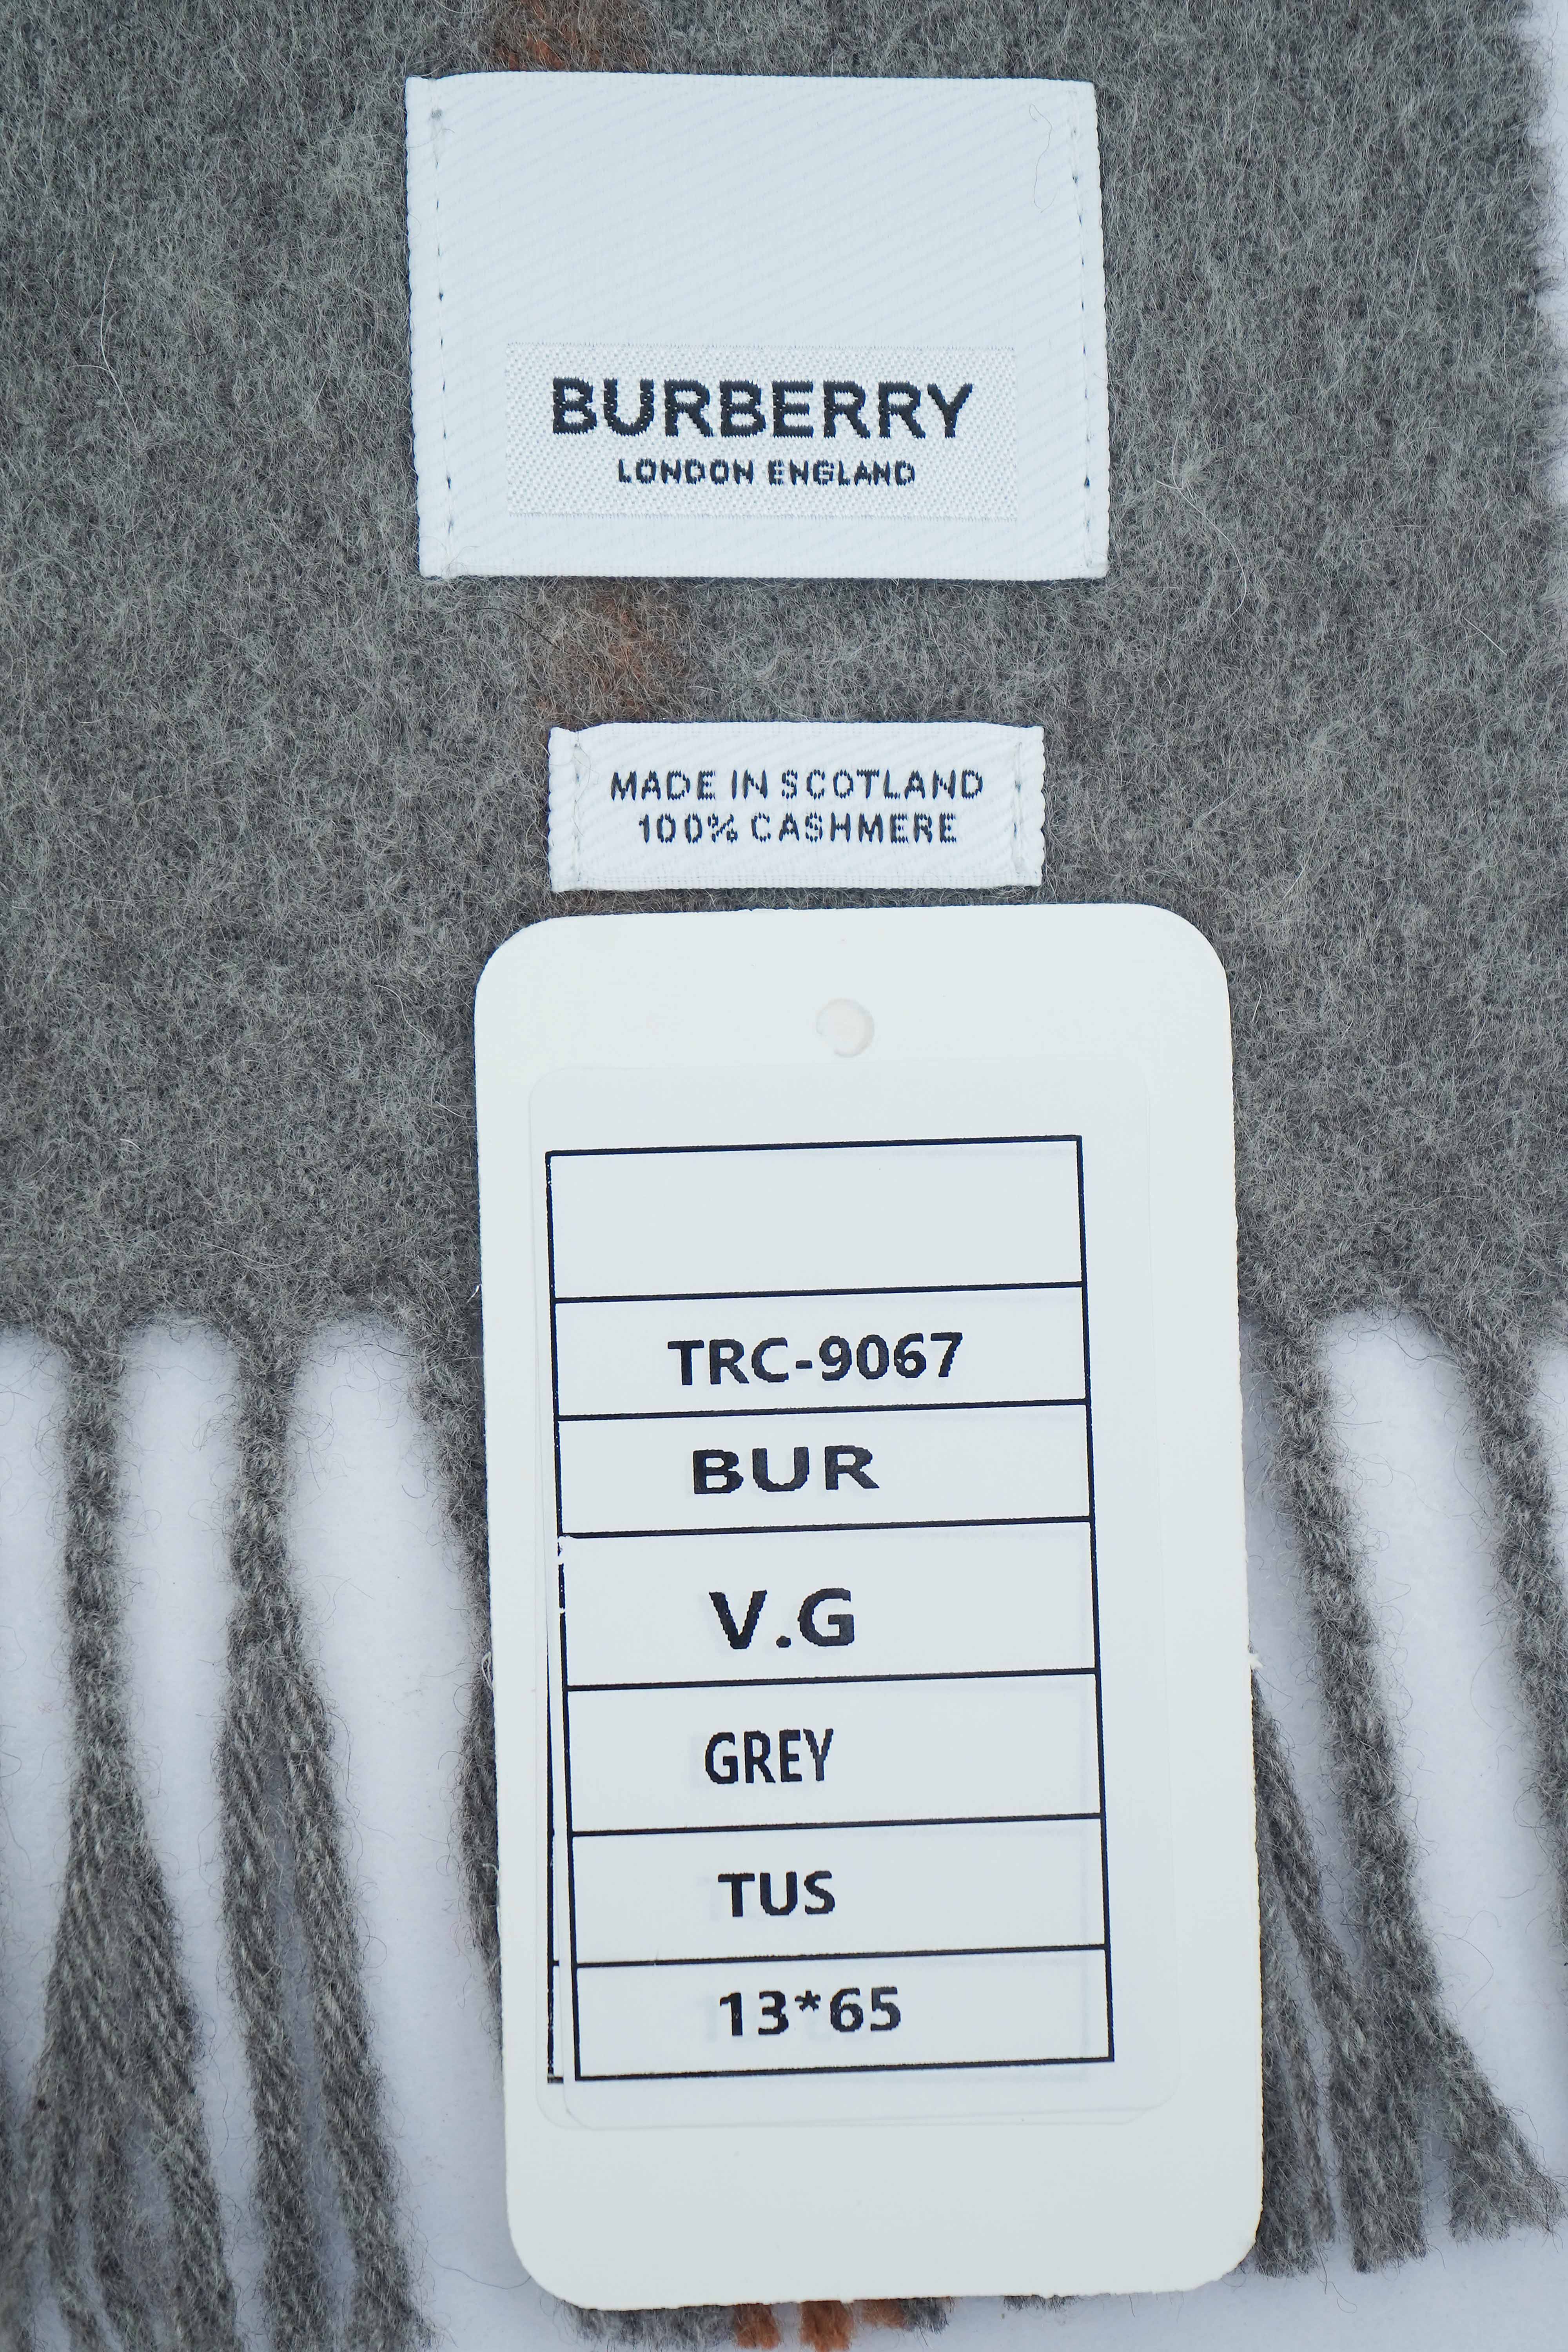 BURBERRY
LONDON ENGLAND
MADE IN SCOTLAND
100% CASHMERE
TRC-9067
BUR
V.G
GREY
TUS
13*65